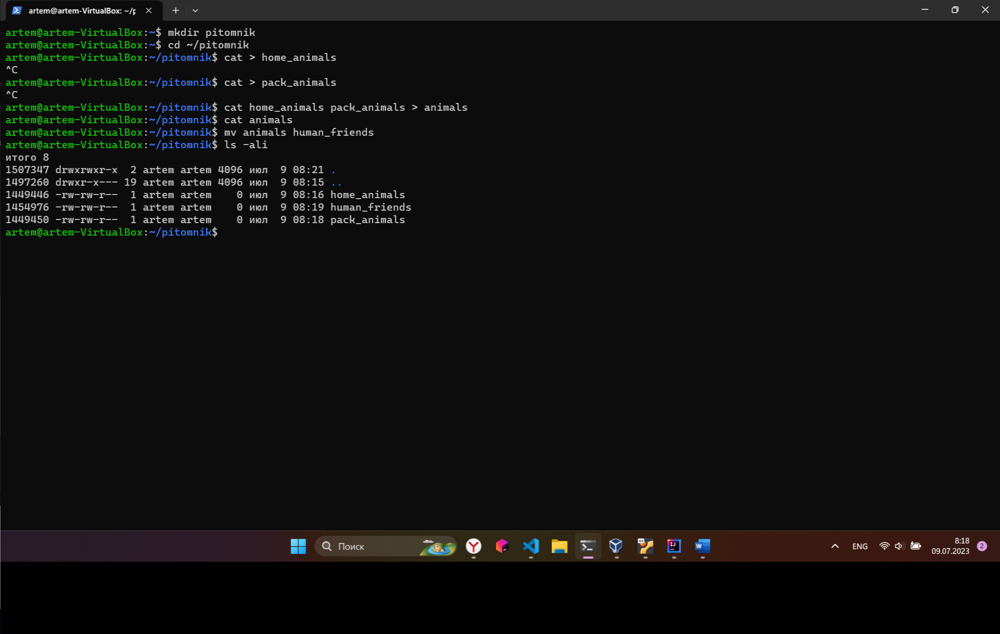 artem@artem-VirtualBox: ~/p
artem@artem-VirtualBox:~$ mkdir pitomnik
artem@artem-VirtualBox:~$ cd ~/pitomnik
artem@artem-VirtualBox:~/pitomnik$ cat > home_animals
^C
artem@artem-VirtualBox:~/pitomnik$ cat > pack_animals
^C
artem@artem-VirtualBox:~/pitomnik$ cat home_animals pack_animals > animals
artem@artem-VirtualBox:~/pitomnik$ cat animals
artem@artem-VirtualBox:~/pitomnik$ mv animals human_friends
artem@artem-VirtualBox:~/pitomnik$ ls -ali
итого 8
1507347 drwxrwxr-x  2 artem artem 4096 июл  9 08:21 .
1497260 drwxr-x--- 19 artem artem 4096 июл  9 08:15 ..
1449446 -rw-rw-r--  1 artem artem    0 июл  9 08:16 home_animals
1454976 -rw-rw-r--  1 artem artem    0 июл  9 08:19 human_friends
1449450 -rw-rw-r--  1 artem artem    0 июл  9 08:18 pack_animals
artem@artem-VirtualBox:~/pitomnik$
Поиск
ENG
8:18
09.07.2023
2